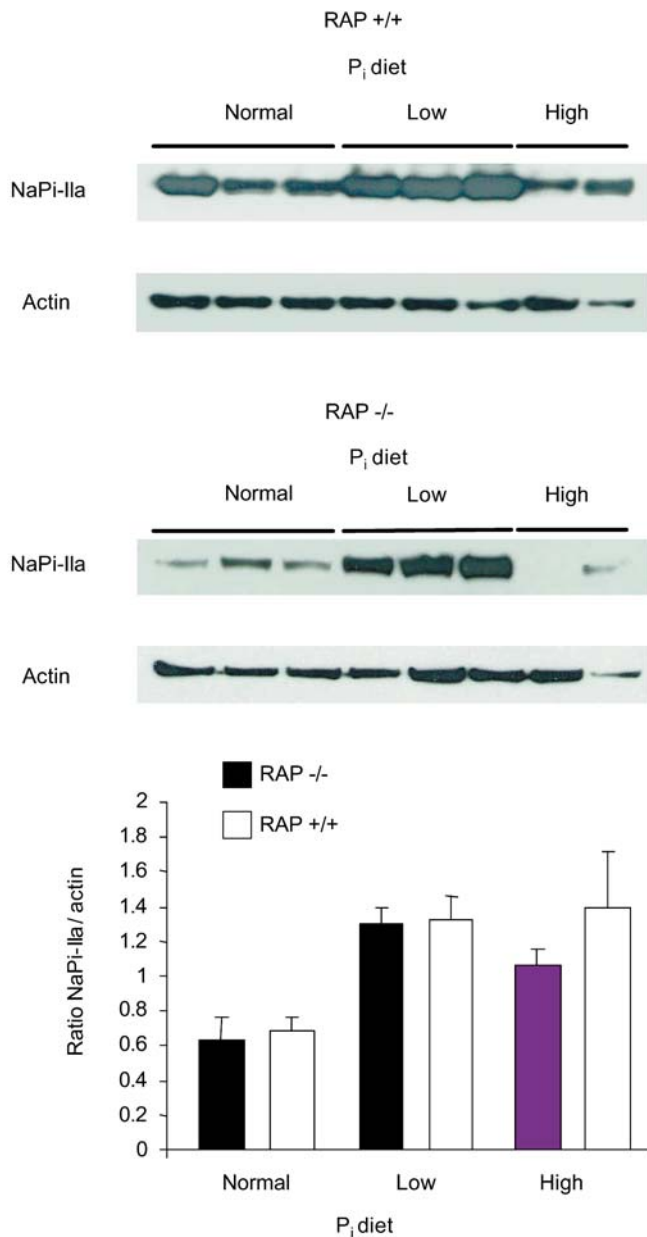 RAP +/+
Pi diet
Normal Low High
NaPi-IIa
Actin
RAP -/-
Pi diet
Normal Low High
NaPi-IIa
Actin
RAP -/-
RAP +/+
2
1.8
1.6
1.4
1.2
1
0.8
0.6
0.4
0.2
0
Ratio NaPi-IIa/ actin
Normal Low High
Pi diet